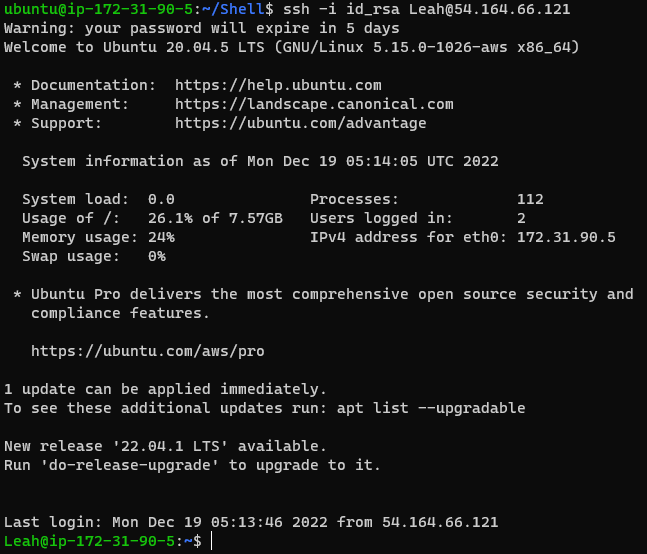 ubuntu@ip-172-31-90-5:~/Shell$ ssh -i id_rsa Leah@54.164.66.121
Warning: your password will expire in 5 days
Welcome to Ubuntu 20.04.5 LTS (GNU/Linux 5.15.0-1026-aws x86_64)

 * Documentation:  https://help.ubuntu.com
 * Management:     https://landscape.canonical.com
 * Support:        https://ubuntu.com/advantage

  System information as of Mon Dec 19 05:14:05 UTC 2022

  System load:  0.0               Processes:             112
  Usage of /:   26.1% of 7.57GB   Users logged in:       2
  Memory usage: 24%               IPv4 address for eth0: 172.31.90.5
  Swap usage:   0%

 * Ubuntu Pro delivers the most comprehensive open source security and
   compliance features.

   https://ubuntu.com/aws/pro

1 update can be applied immediately.
To see these additional updates run: apt list --upgradable

New release '22.04.1 LTS' available.
Run 'do-release-upgrade' to upgrade to it.


Last login: Mon Dec 19 05:13:46 2022 from 54.164.66.121
Leah@ip-172-31-90-5:~$